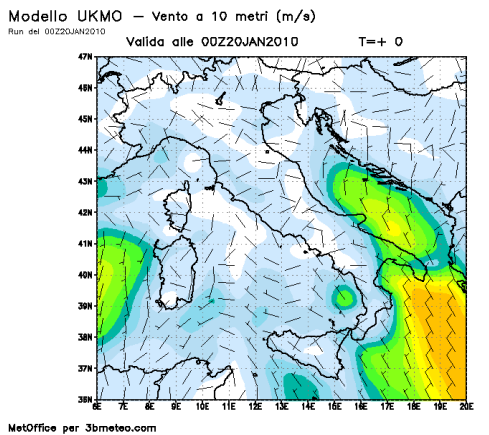 Modello UKMO – Vento a 10 metri (m/s)
Run del 00Z20JAN2010
Valida alle 00Z20JAN2010 T=+ 0
47N
46N
45N
44N
43N
42N
41N
40N
39N
38N
37N
36N
6E 7E 8E 9E 10E 11E 12E 13E 14E 15E 16E 17E 18E 19E 20E
MetOffice per 3bmeteo.com